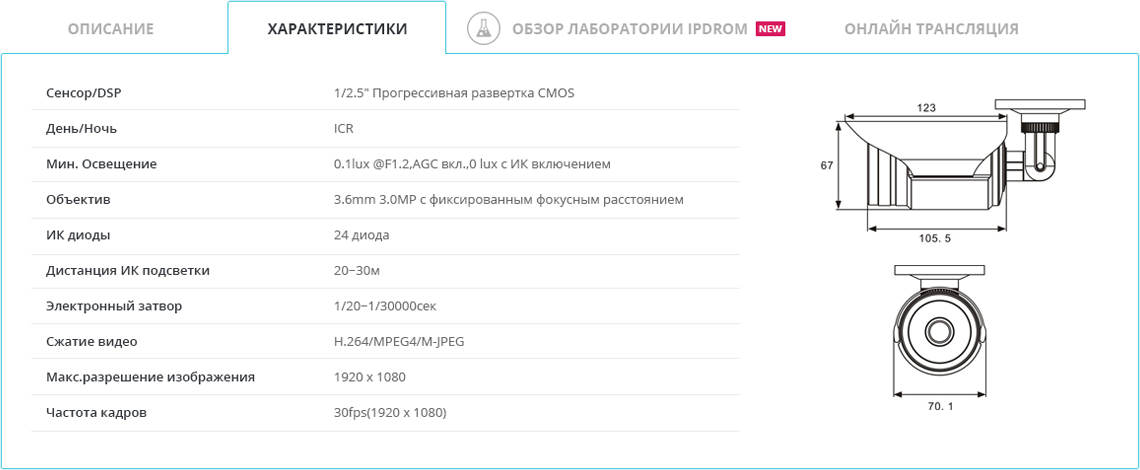 ОПИСАНИЕ ХАРАКТЕРИСТИКИ ОБЗОР ЛАБОРАТОРИИ IPDROM NEW ОНЛАЙН ТРАНСЛЯЦИЯ
Сенсор/DSP 1/2.5" Прогрессивная развертка CMOS
День/Ночь ICR
Мин. Освещение 0.1lux @F1.2,AGC вкл.,0 lux с ИК включением
Объектив 3.6mm 3.0MP с фиксированным фокусным расстоянием
ИК диоды 24 диода
Дистанция ИК подсветки 20~30м
Электронный затвор 1/20~1/30000сек
Сжатие видео H.264/MPEG4/M-JPEG
Макс.разрешение изображения 1920 x 1080
Частота кадров 30fps(1920 x 1080)
123
67
105. 5
70. 1